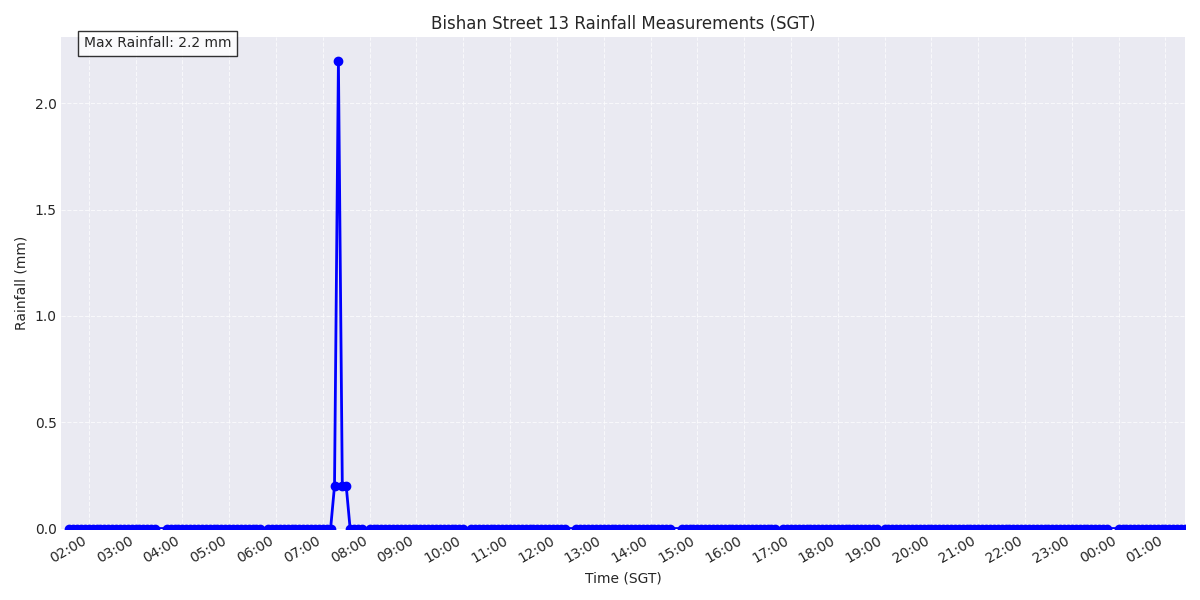 Bishan Street 13 Rainfall Measurements (SGT)
Max Rainfall: 2.2 mm
Rainfall (mm)
2.0
1.5
1.0
0.5
0.0
02:00 03:00 04:00 05:00 06:00 07:00 08:00 09:00 10:00 11:00 12:00 13:00 14:00 15:00 16:00 17:00 18:00 19:00 20:00 21:00 22:00 23:00 00:00 01:00
Time (SGT)